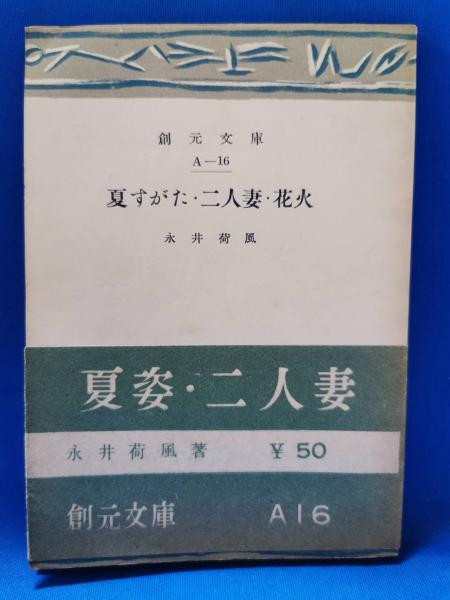 創元文庫
A—16
夏すがた・二人妻・花火
永井荷風
夏姿・二人妻
永井荷風著 ¥50
創元文庫 A16